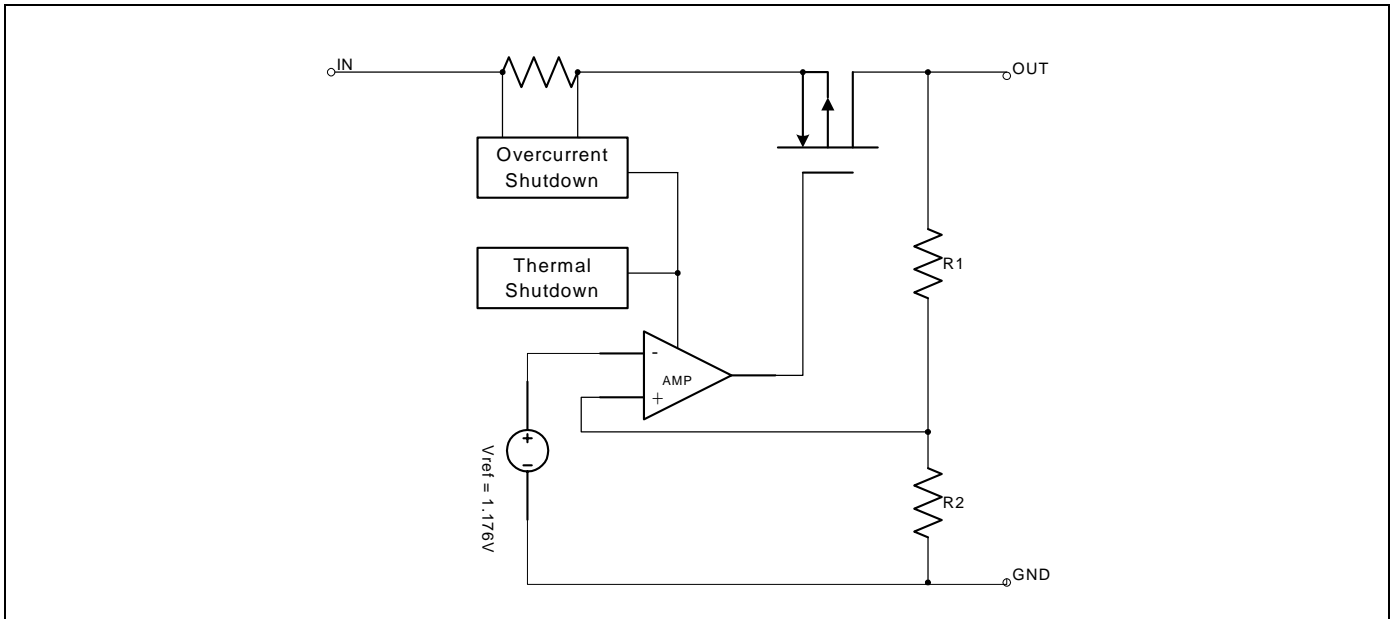 IN
OUT
Overcurrent
Shutdown
R1
Thermal
Shutdown
-
AMP
+
+
-
Vref = 1.176V
R2
GND